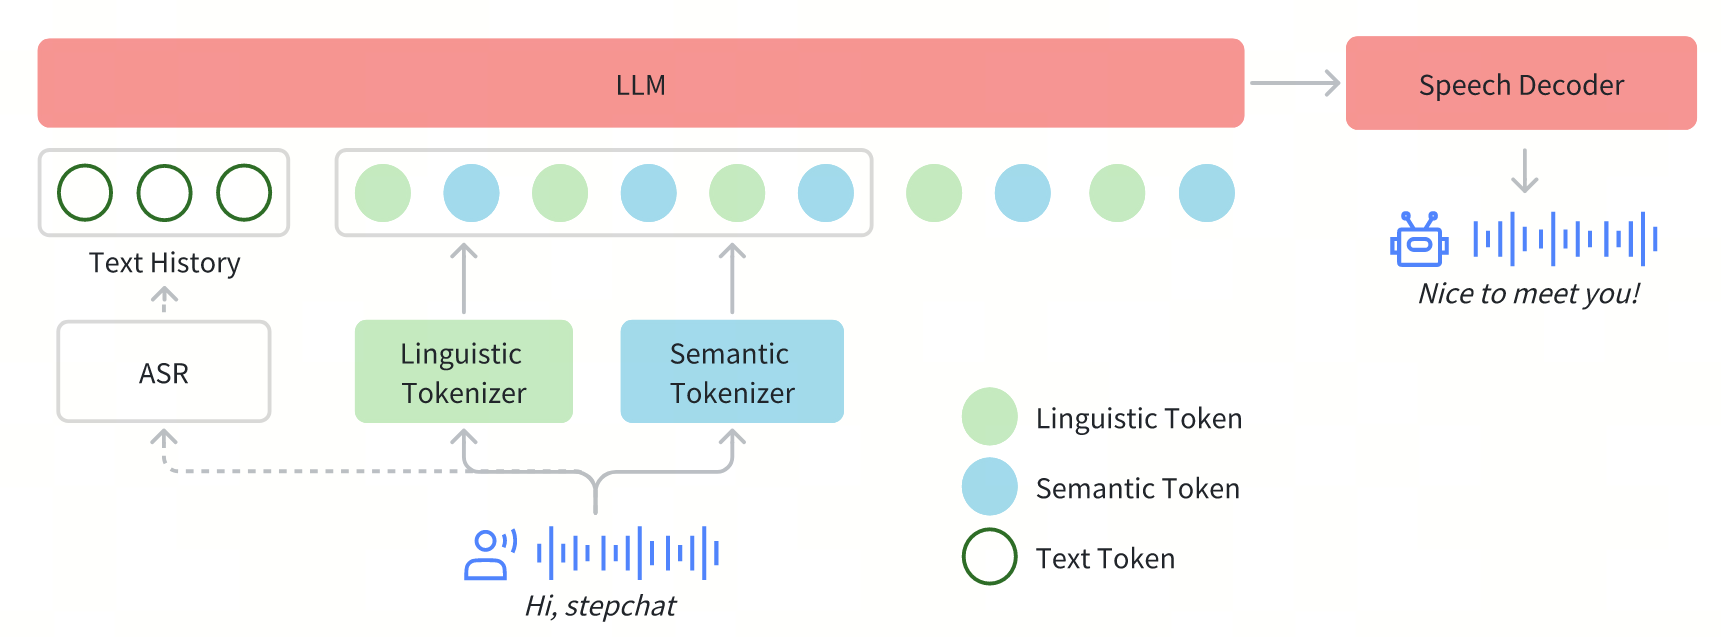 LLM
Speech Decoder
Text History
Nice to meet you!
ASR
Linguistic
Tokenizer
Semantic
Tokenizer
Linguistic Token
Semantic Token
Text Token
Hi, stepchat